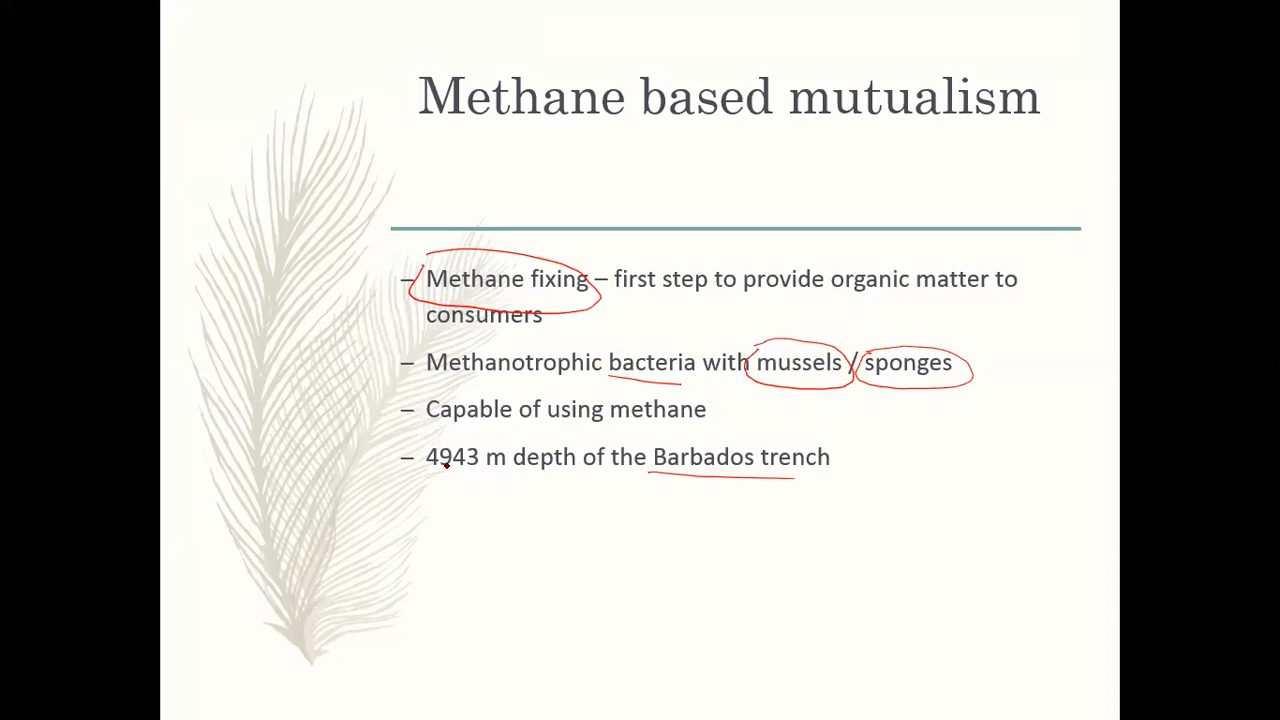 Methane based mutualism
– Methane fixing – first step to provide organic matter to
consumers
– Methanotrophic bacteria with mussels / sponges
– Capable of using methane
– 4943 m depth of the Barbados trench